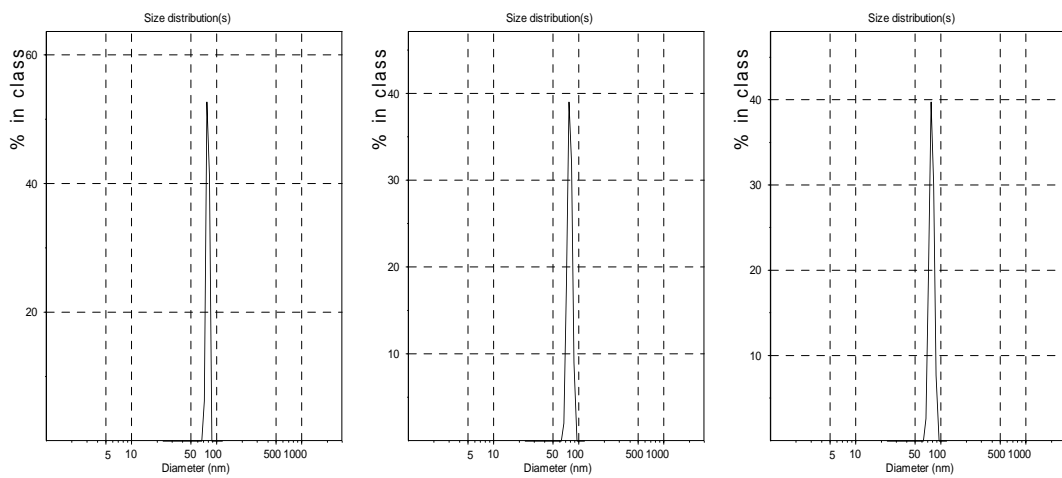 Size distribution(s)
% in class
60
40
20
5 10 50 100 500 1000
Diameter (nm)
Size distribution(s)
% in class
40
30
20
10
5 10 50 100 500 1000
Diameter (nm)
Size distribution(s)
% in class
40
30
20
10
5 10 50 100 500 1000
Diameter (nm)